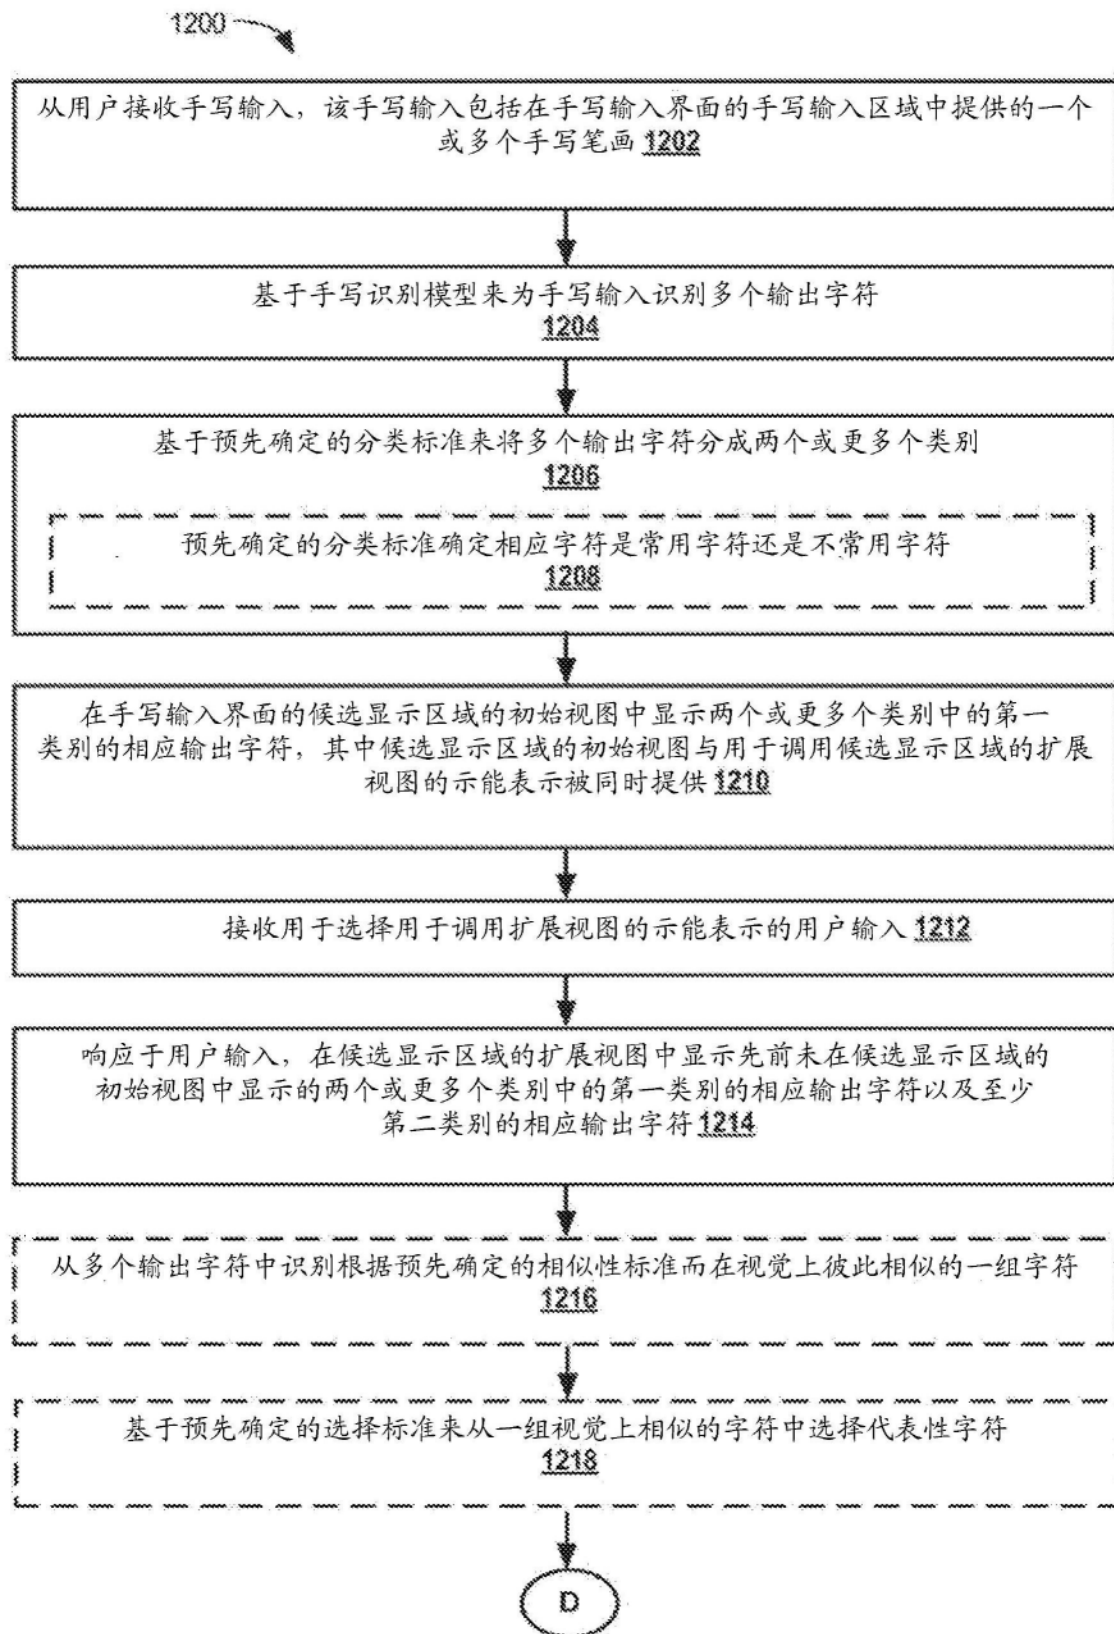 1200
从用户接收手写输入，该手写输入包括在手写输入界面的手写输入区域中提供的一个
或多个手写笔画 1202
基于手写识别模型来为手写输入识别多个输出字符
1204
基于预先确定的分类标准来将多个输出字符分成两个或更多个类别
1206
预先确定的分类标准确定相应字符是常用字符还是不常用字符
1208
在手写输入界面的候选显示区域的初始视图中显示两个或更多个类别中的第一
类别的相应输出字符，其中候选显示区域的初始视图与用于调用候选显示区域的扩展
视图的示能表示被同时提供 1210
接收用于选择用于调用扩展视图的示能表示的用户输入 1212
响应于用户输入，在候选显示区域的扩展视图中显示先前未在候选显示区域的
初始视图中显示的两个或更多个类别中的第一类别的相应输出字符以及至少
第二类别的相应输出字符 1214
从多个输出字符中识别根据预先确定的相似性标准而在视觉上彼此相似的一组字符
1216
基于预先确定的选择标准来从一组视觉上相似的字符中选择代表性字符
1218
D